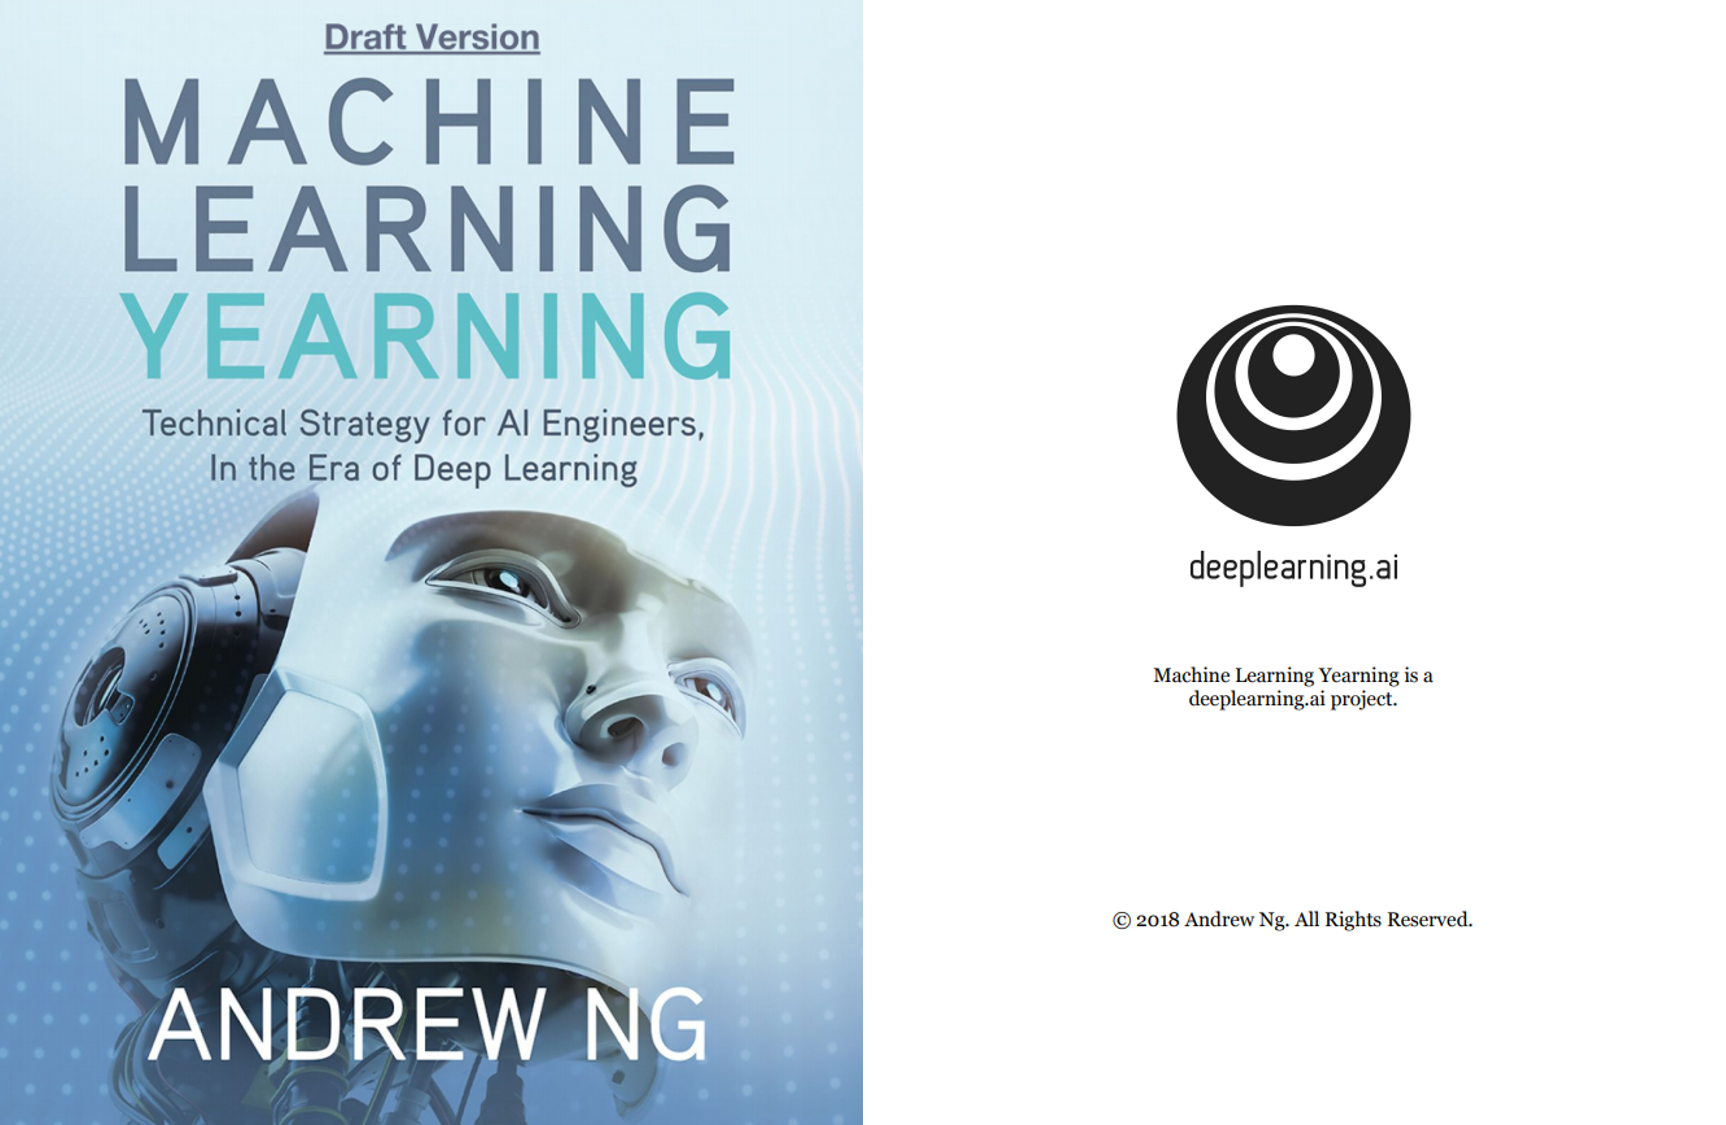 Draft Version
MACHINE
LEARNING
YEARNING
Technical Strategy for AI Engineers,
In the Era of Deep Learning
ANDREW NG
deeplearning.ai
Machine Learning Yearning is a
deeplearning.ai project.
© 2018 Andrew Ng. All Rights Reserved.